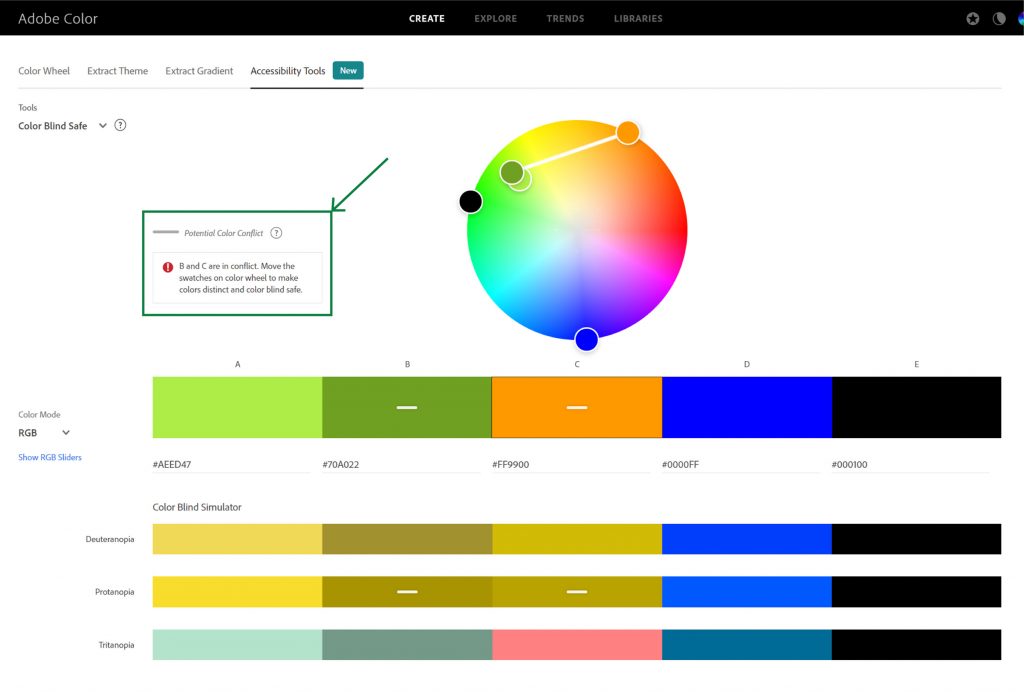 Adobe Color
CREATE EXPLORE TRENDS LIBRARIES
Color Wheel Extract Theme Extract Gradient Accessibility Tools New
Tools
Color Blind Safe ?
Potential Color Conflict ?
! B and C are in conflict. Move the
swatches on color wheel to make
colors distinct and color blind safe.
A B C D E
Color Mode
RGB
Show RGB Sliders
#AEED47 #70A022 #FF9900 #0000FF #000100
Color Blind Simulator
Deuteranopia
Protanopia
Tritanopia